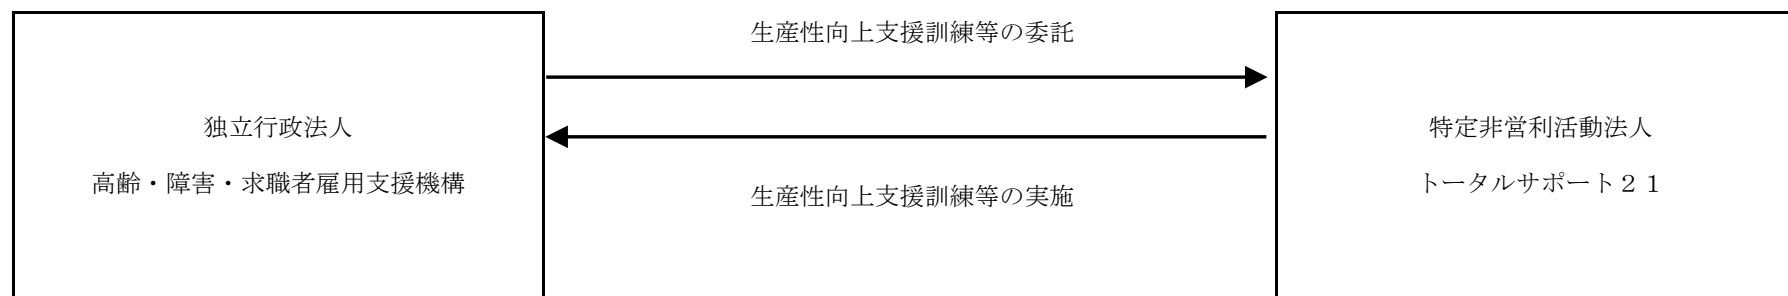 生産性向上支援訓練等の委託
独立行政法人
高齢・障害・求職者雇用支援機構
特定非営利活動法人
トータルサポート２１
生産性向上支援訓練等の実施